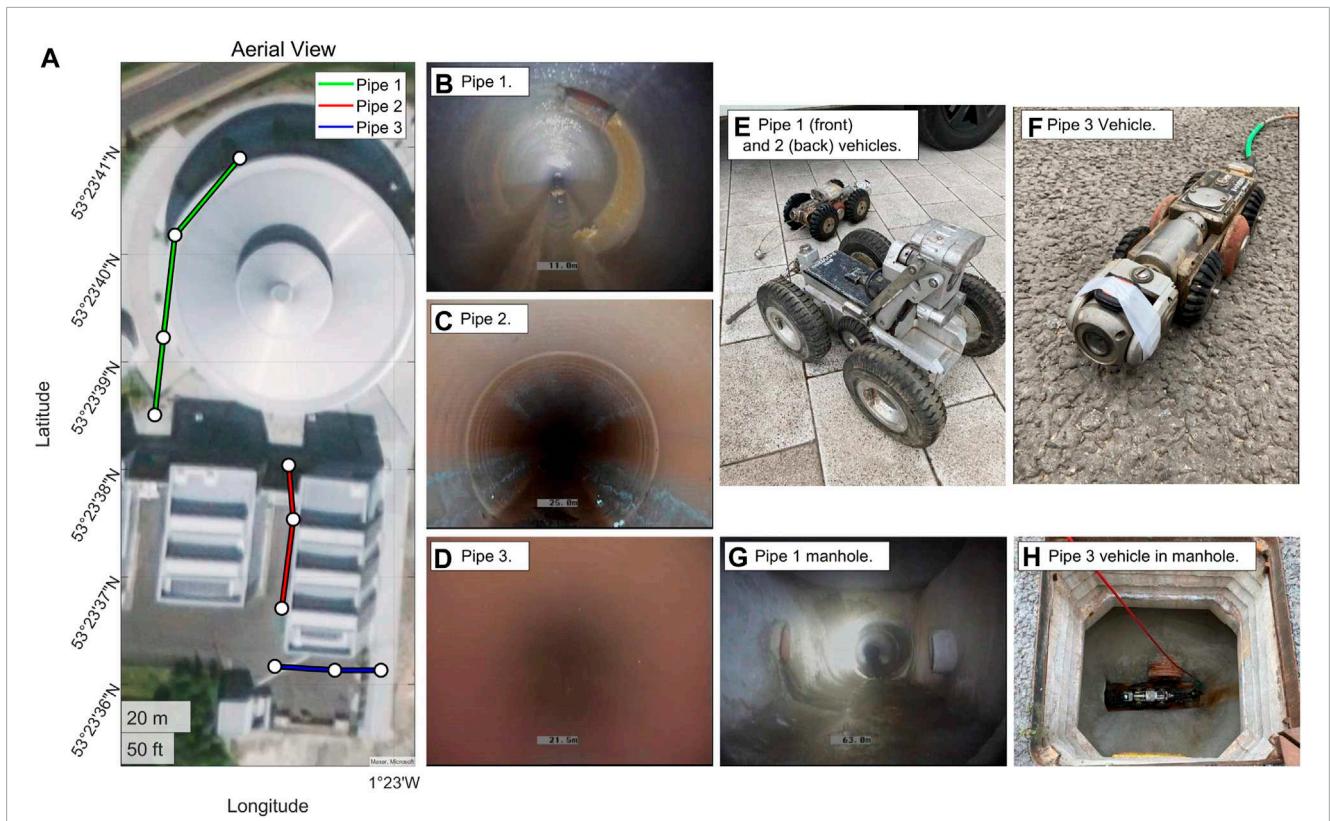 A
Aerial View
Pipe 1
Pipe 2
Pipe 3
53°23'41"N
53°23'40"N
53°23'39"N
53°23'38"N
53°23'37"N
53°23'36"N
Latitude
20 m
50 ft
Maxar, Microsoft
1°23'W
Longitude
B Pipe 1.
11.0m
C Pipe 2.
25.0m
D Pipe 3.
21.5m
E Pipe 1 (front)
and 2 (back) vehicles.
F Pipe 3 Vehicle.
G Pipe 1 manhole.
63.0m
H Pipe 3 vehicle in manhole.